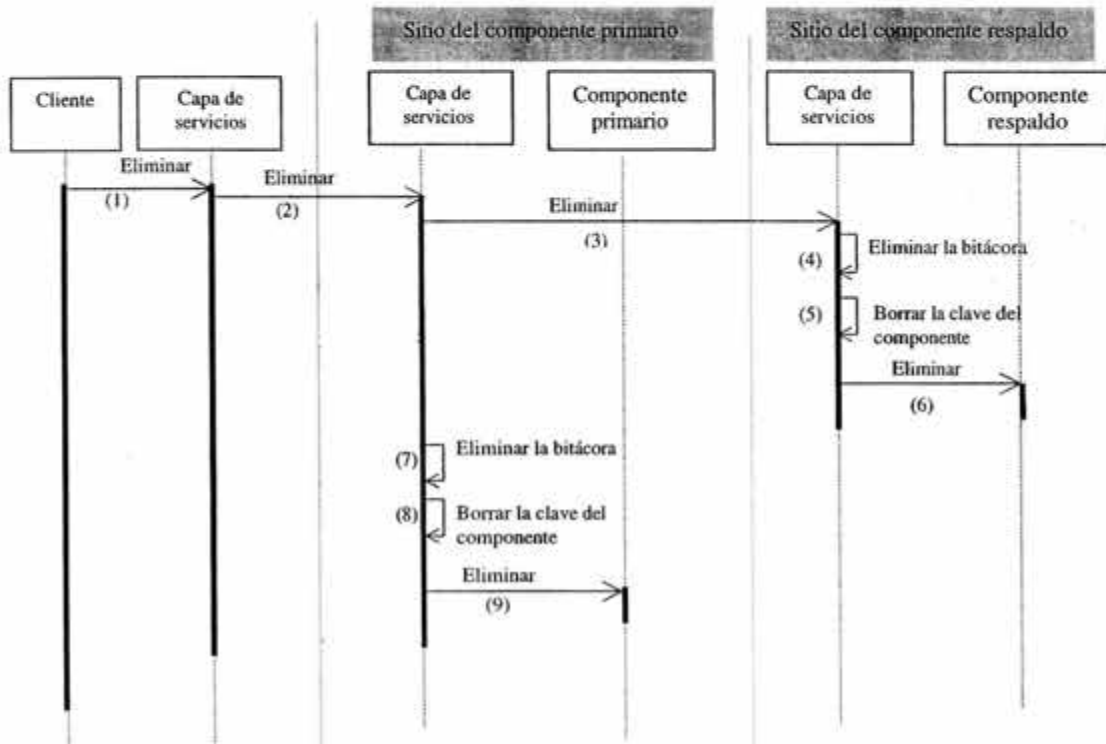 Sitio del componente primario
Sitio del componente respaldo
Cliente
Capa de
servicios
Capa de
servicios
Componente
primario
Capa de
servicios
Componente
respaldo
Eliminar
(1)
Eliminar
(2)
Eliminar
(3)
(4)
Eliminar la bitácora
(5)
Borrar la clave del
componente
Eliminar
(6)
(7)
Eliminar la bitácora
(8)
Borrar la clave del
componente
Eliminar
(9)